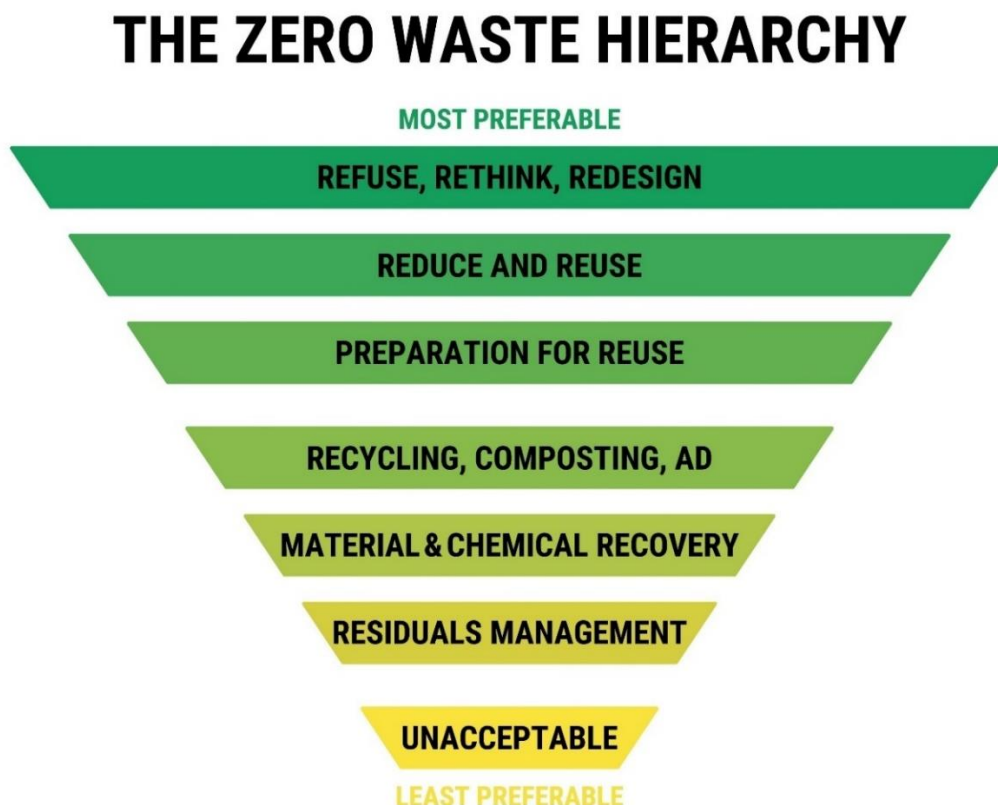 THE ZERO WASTE HIERARCHY
MOST PREFERABLE
REFUSE, RETHINK, REDESIGN
REDUCE AND REUSE
PREPARATION FOR REUSE
RECYCLING, COMPOSTING, AD
MATERIAL & CHEMICAL RECOVERY
RESIDUALS MANAGEMENT
UNACCEPTABLE
LEAST PREFERABLE